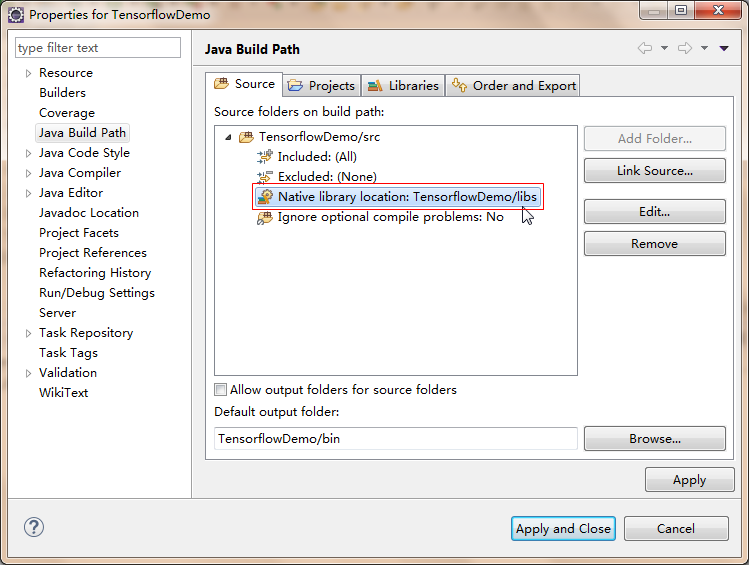 Properties for TensorflowDemo
type filter text
Resource
Builders
Coverage
Java Build Path
Java Code Style
Java Compiler
Java Editor
Javadoc Location
Project Facets
Project References
Refactoring History
Run/Debug Settings
Server
Task Repository
Task Tags
Validation
WikiText
Java Build Path
Source Projects Libraries Order and Export
Source folders on build path:
TensorflowDemo/src
Included: (All)
Excluded: (None)
Native library location: TensorflowDemo/libs
Ignore optional compile problems: No
Add Folder...
Link Source...
Edit...
Remove
Allow output folders for source folders
Default output folder:
TensorflowDemo/bin
Browse...
Apply
Apply and Close
Cancel